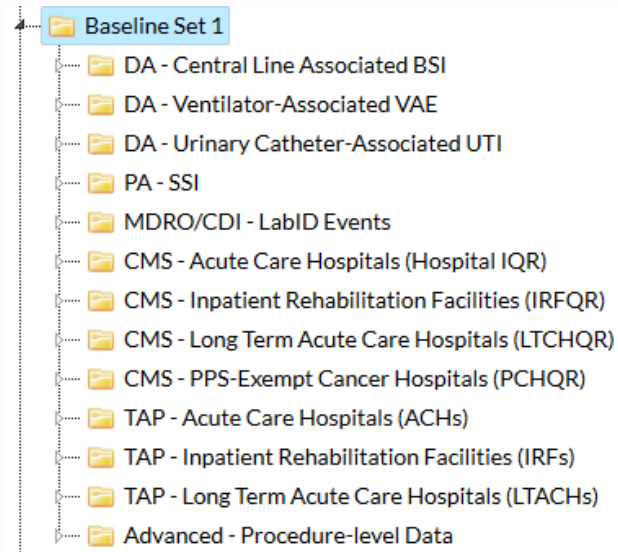 Baseline Set 1
DA - Central Line Associated BSI
DA - Ventilator-Associated VAE
DA - Urinary Catheter-Associated UTI
PA - SSI
MDRO/CDI - LabID Events
CMS - Acute Care Hospitals (Hospital IQR)
CMS - Inpatient Rehabilitation Facilities (IRFQR)
CMS - Long Term Acute Care Hospitals (LTCHQR)
CMS - PPS-Exempt Cancer Hospitals (PCHQR)
TAP - Acute Care Hospitals (ACHs)
TAP - Inpatient Rehabilitation Facilities (IRFs)
TAP - Long Term Acute Care Hospitals (LTACHs)
Advanced - Procedure-level Data